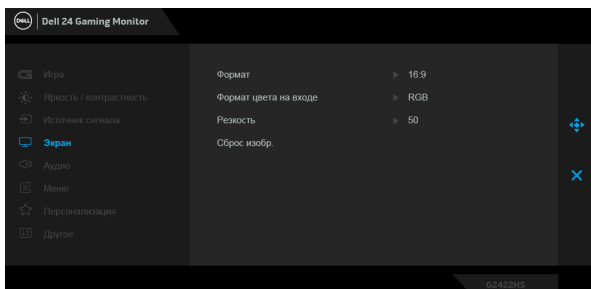 DELL Dell 24 Gaming Monitor
Игра
Яркость / контрастность
Источник сигнала
Экран
Аудио
Меню
Персонализация
Другое
Формат 16:9
Формат цвета на входе RGB
Резкость 50
Сброс изобр.
G2422HS